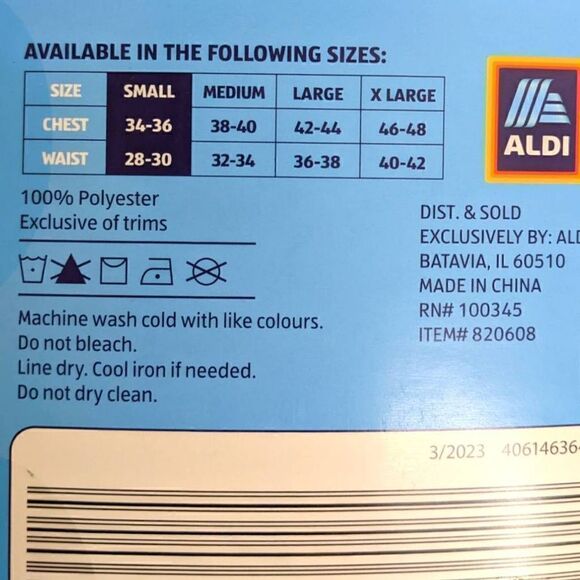 AVAILABLE IN THE FOLLOWING SIZES:
SIZE SMALL MEDIUM LARGE X LARGE
CHEST 34-36 38-40 42-44 46-48
WAIST 28-30 32-34 36-38 40-42
ALDI
100% Polyester
Exclusive of trims
Machine wash cold with like colours.
Do not bleach.
Line dry. Cool iron if needed.
Do not dry clean.
DIST. & SOLD
EXCLUSIVELY BY: ALD
BATAVIA, IL 60510
MADE IN CHINA
RN# 100345
ITEM# 820608
3/2023 406146364